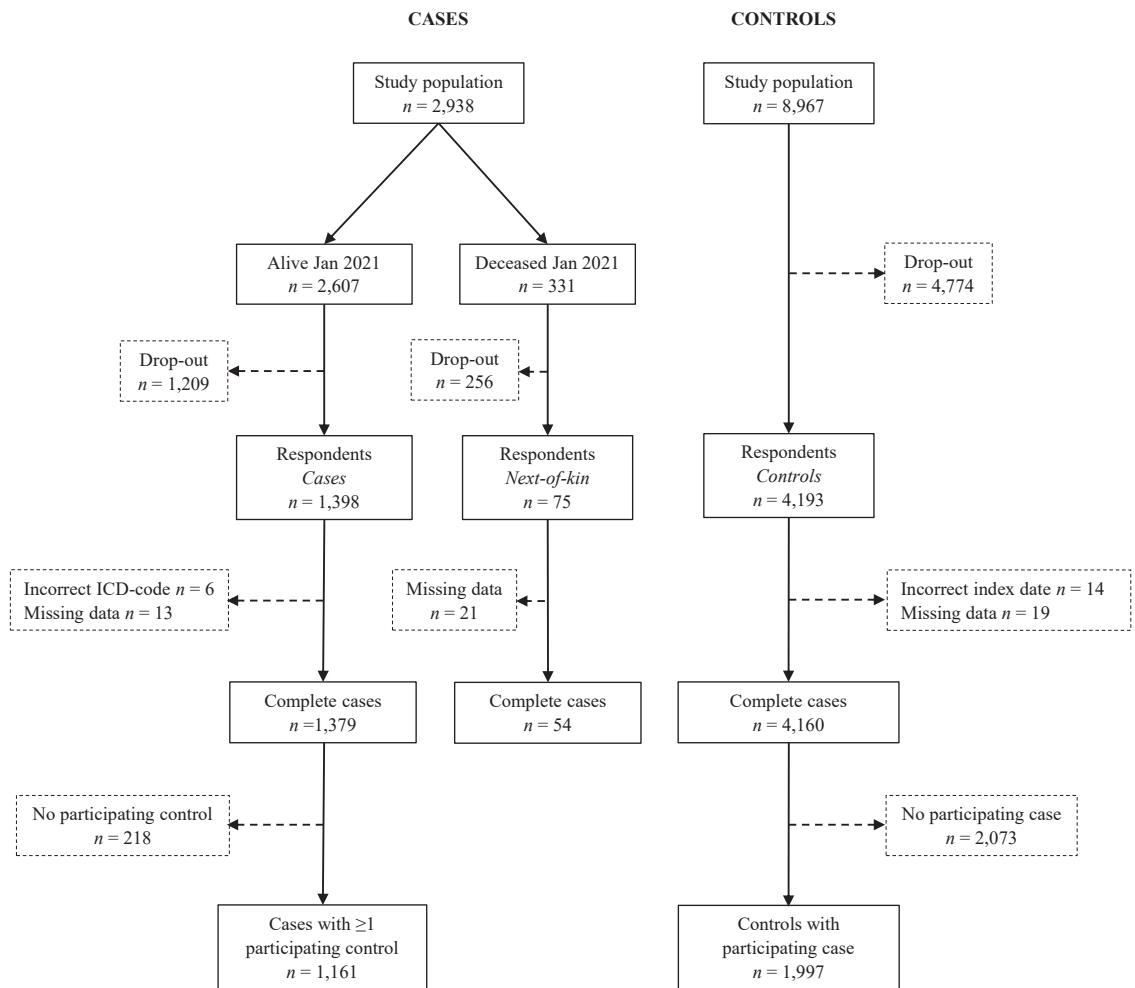 CASES
CONTROLS
Study population
n = 2,938
Study population
n = 8,967
Alive Jan 2021
n = 2,607
Deceased Jan 2021
n = 331
Drop-out
n = 4,774
Drop-out
n = 1,209
Drop-out
n = 256
Respondents
Cases
n = 1,398
Respondents
Next-of-kin
n = 75
Respondents
Controls
n = 4,193
Incorrect ICD-code n = 6
Missing data n = 13
Missing data
n = 21
Incorrect index date n = 14
Missing data n = 19
Complete cases
n =1,379
Complete cases
n = 54
Complete cases
n = 4,160
No participating control
n = 218
No participating case
n = 2,073
Cases with ≥1
participating control
n = 1,161
Controls with
participating case
n = 1,997